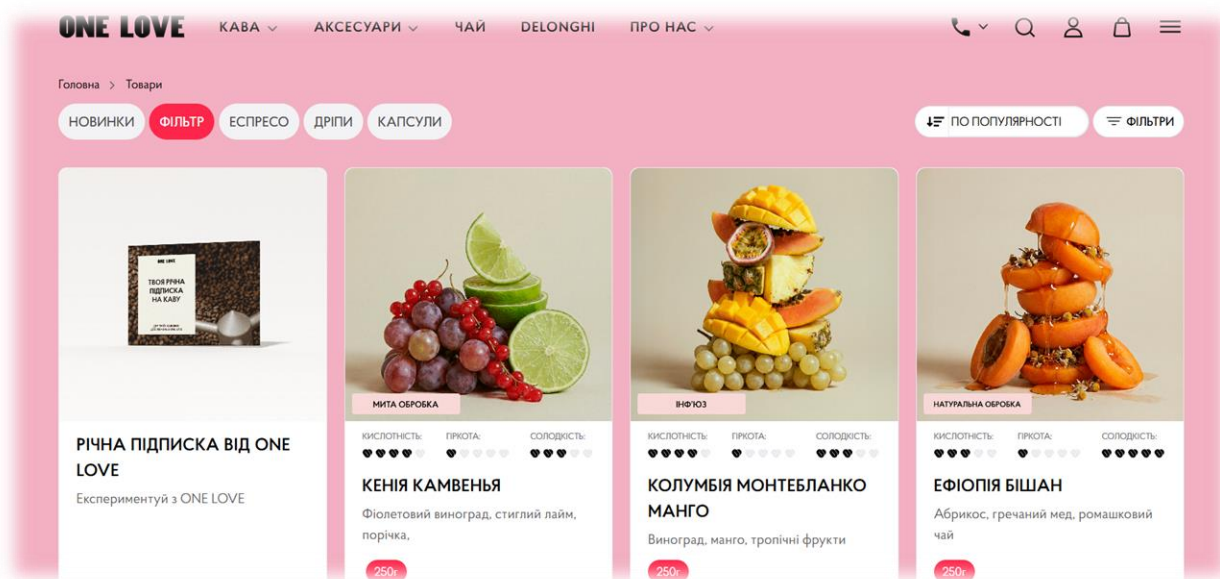 ONE LOVE КАВА АКСЕСУАРИ ЧАЙ DELONGHI ПРО НАС
Головна > Товари
НОВИНКИ ФІЛЬТР ЕСПРЕСО ДРІПИ КАПСУЛИ ПО ПОПУЛЯРНОСТІ ФІЛЬТРИ
ONE LOVE
ТВОЯ РІЧНА
ПІДПИСКА
НА КАВУ
МИТА ОБРОБКА
ІНФ'ЮЗ
НАТУРАЛЬНА ОБРОБКА
РІЧНА ПІДПИСКА ВІД ONE
LOVE
Експериментуй з ONE LOVE
КИСЛОТНІСТЬ: ГІРКОТА: СОЛОДКІСТЬ:
КЕНІЯ КАМВЕНЬЯ
Фіолетовий виноград, стиглий лайм,
порічка,
250г
КИСЛОТНІСТЬ: ГІРКОТА: СОЛОДКІСТЬ:
КОЛУМБІЯ МОНТЕБЛАНКО
МАНГО
Виноград, манго, тропічні фрукти
250г
КИСЛОТНІСТЬ: ГІРКОТА: СОЛОДКІСТЬ:
ЕФІОПІЯ БІШАН
Абрикос, гречаний мед, ромашковий
чай
250г